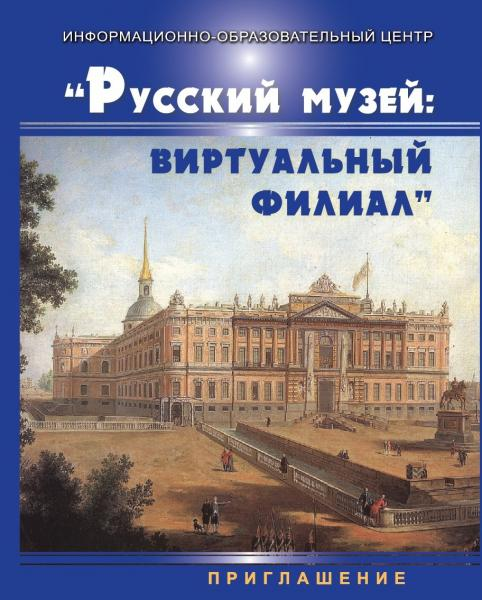 ИНФОРМАЦИОННО-ОБРАЗОВАТЕЛЬНЫЙ ЦЕНТР
“РУССКИЙ МУЗЕЙ:
ВИРТУАЛЬНЫЙ
ФИЛИАЛ”
ПРИГЛАШЕНИЕ